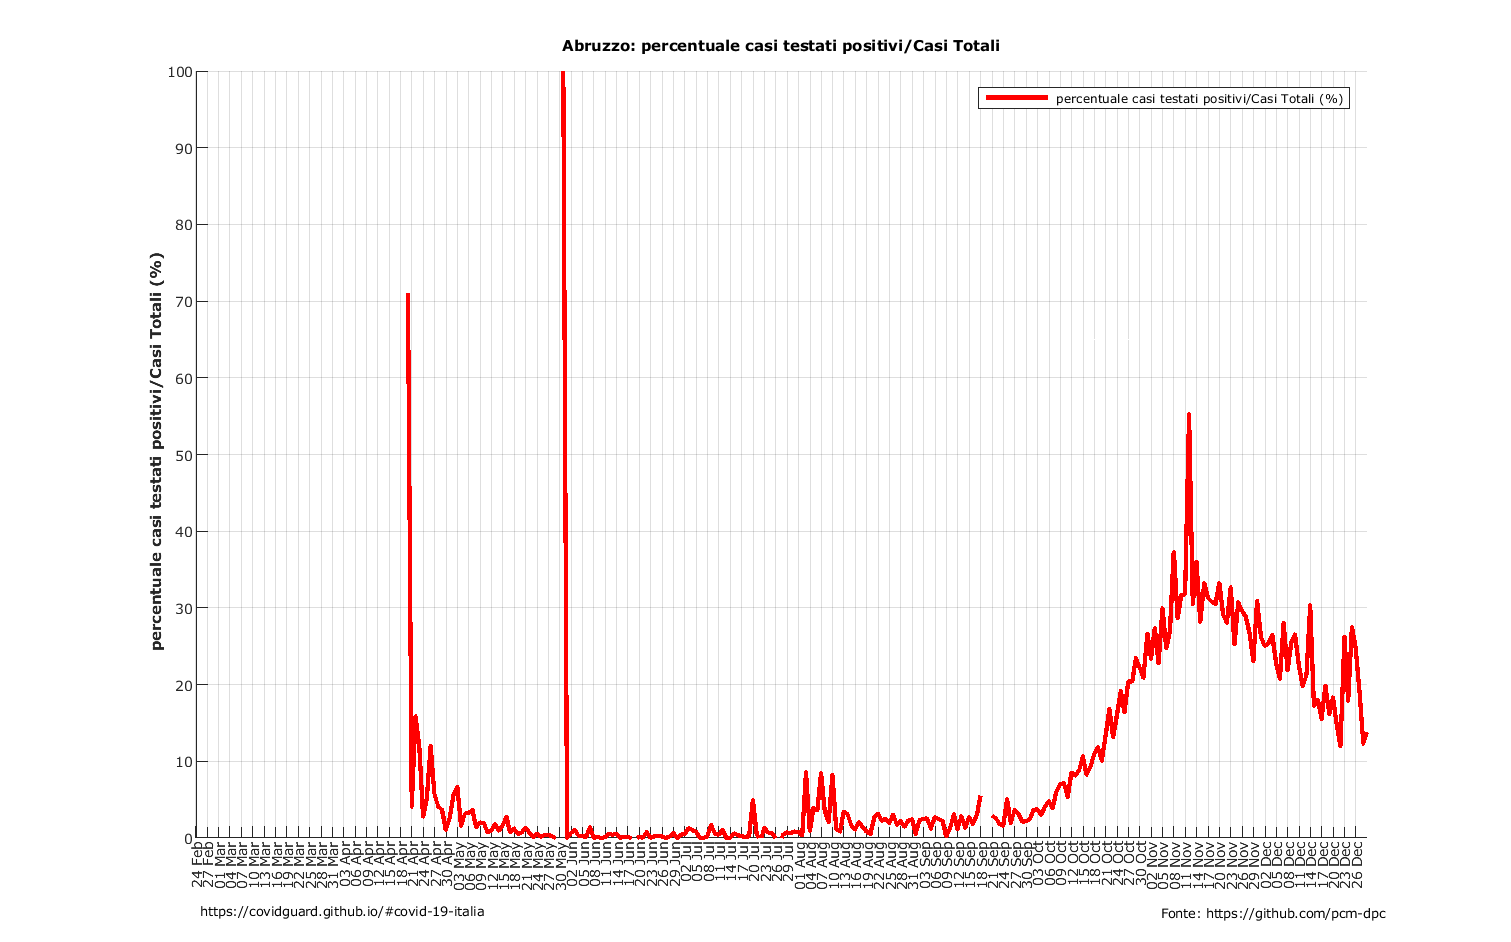 Abruzzo: percentuale casi testati positivi/Casi Totali
percentuale casi testati positivi/Casi Totali (%)
percentuale casi testati positivi/Casi Totali (%)
100
90
80
70
60
50
40
30
20
10
0
24 Feb
27 Feb
01 Mar
04 Mar
07 Mar
10 Mar
13 Mar
16 Mar
19 Mar
22 Mar
25 Mar
28 Mar
31 Mar
03 Apr
06 Apr
09 Apr
12 Apr
15 Apr
18 Apr
21 Apr
24 Apr
27 Apr
30 Apr
03 May
06 May
09 May
12 May
15 May
18 May
21 May
24 May
27 May
30 May
02 Jun
05 Jun
08 Jun
11 Jun
14 Jun
17 Jun
20 Jun
23 Jun
26 Jun
29 Jun
02 Jul
05 Jul
08 Jul
11 Jul
14 Jul
17 Jul
20 Jul
23 Jul
26 Jul
29 Jul
01 Aug
04 Aug
07 Aug
10 Aug
13 Aug
16 Aug
19 Aug
22 Aug
25 Aug
28 Aug
31 Aug
03 Sep
06 Sep
09 Sep
12 Sep
15 Sep
18 Sep
21 Sep
24 Sep
27 Sep
30 Sep
03 Oct
06 Oct
09 Oct
12 Oct
15 Oct
18 Oct
21 Oct
24 Oct
27 Oct
30 Oct
02 Nov
05 Nov
08 Nov
11 Nov
14 Nov
17 Nov
20 Nov
23 Nov
26 Nov
29 Nov
02 Dec
05 Dec
08 Dec
11 Dec
14 Dec
17 Dec
20 Dec
23 Dec
26 Dec
https://covidguard.github.io/#covid-19-italia
Fonte: https://github.com/pcm-dpc